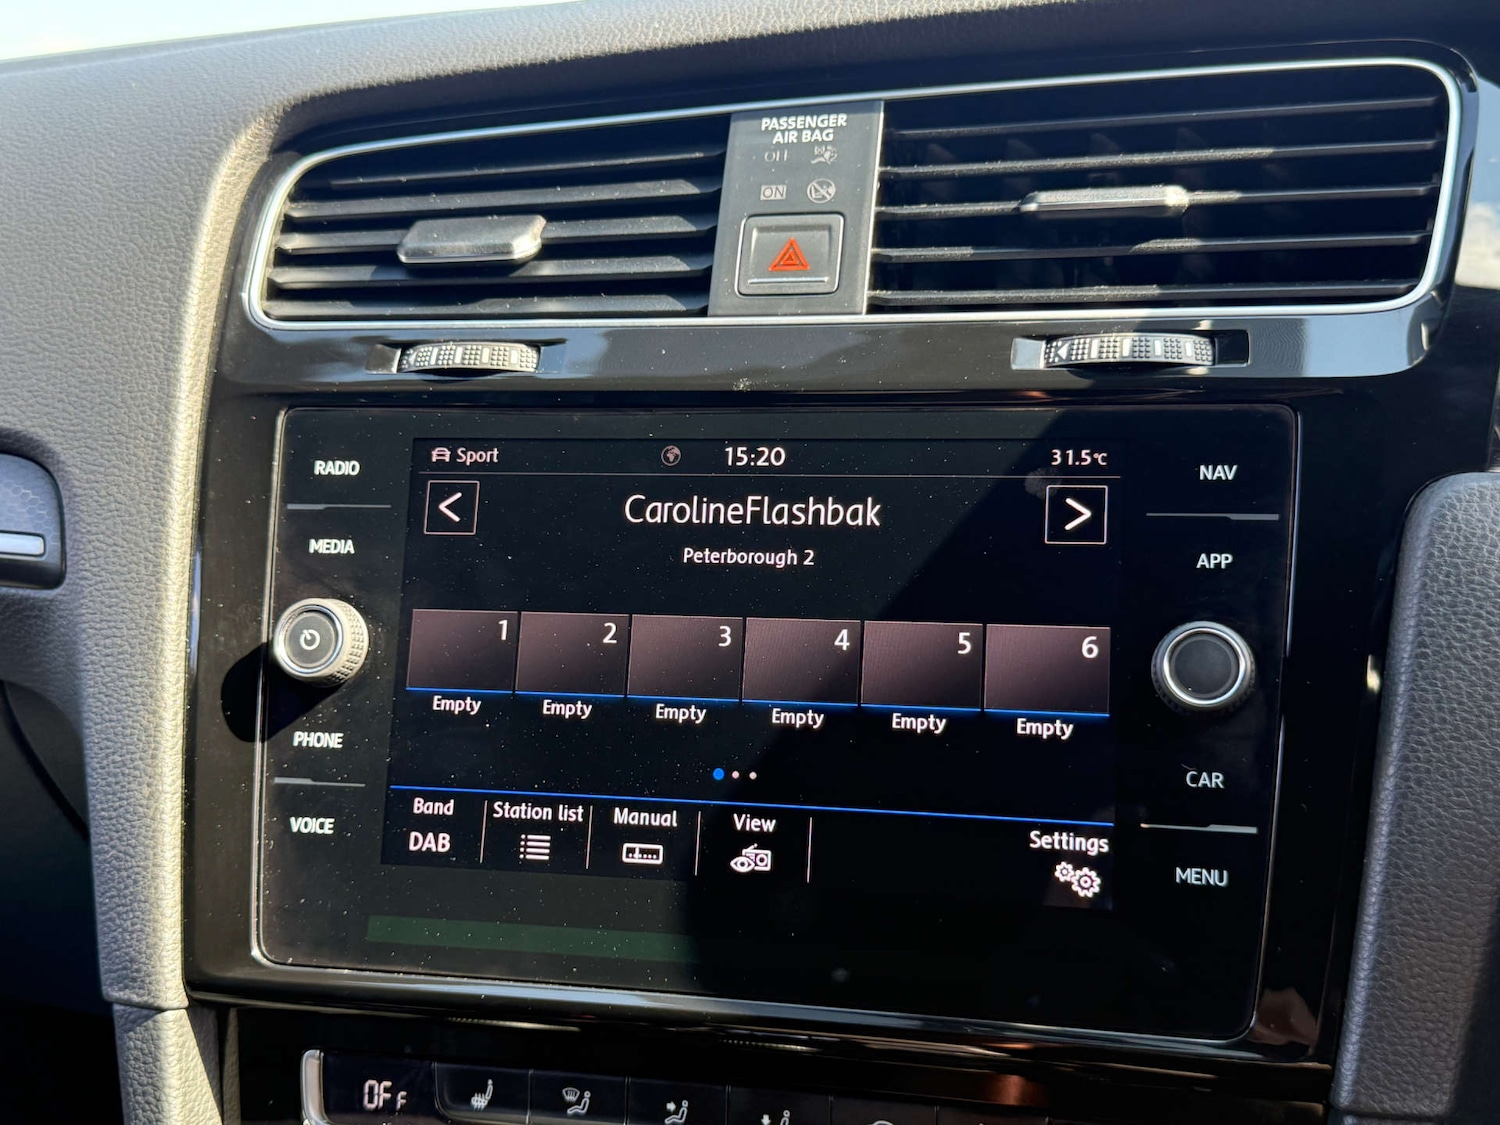 PASSENGER
AIR BAG
OFF
ON
RADIO
MEDIA
PHONE
VOICE
Sport
15:20
31.5°C
<
CarolineFlashbak
>
Peterborough 2
1
2
3
4
5
6
Empty
Empty
Empty
Empty
Empty
Empty
Band
DAB
Station list
Manual
View
Settings
NAV
APP
CAR
MENU
OFF